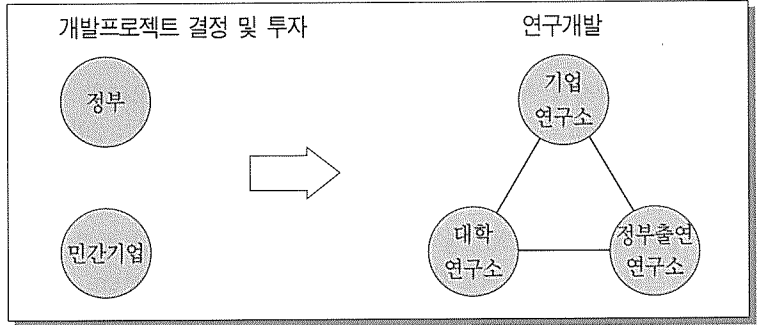 개발프로젝트 결정 및 투자
연구개발
정부
민간기업
기업
연구소
대학
연구소
정부출연
연구소